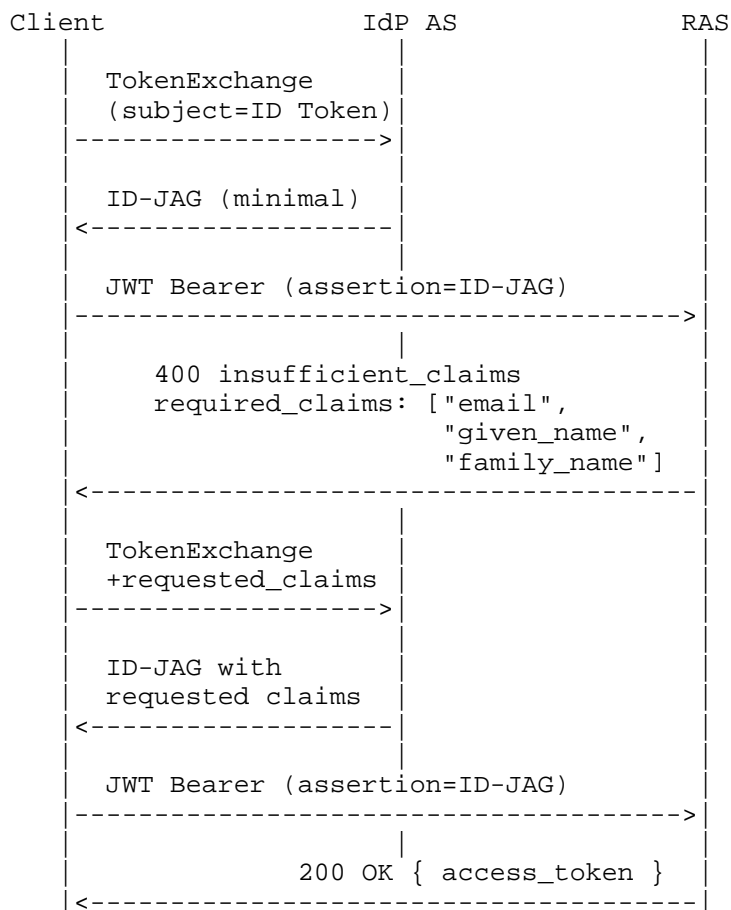 Client IdP AS RAS
TokenExchange
(subject=ID Token)
ID-JAG (minimal)
JWT Bearer (assertion=ID-JAG)
400 insufficient_claims
required_claims: ["email",
"given_name",
"family_name"]
TokenExchange
+requested_claims
ID-JAG with
requested claims
JWT Bearer (assertion=ID-JAG)
200 OK { access_token }